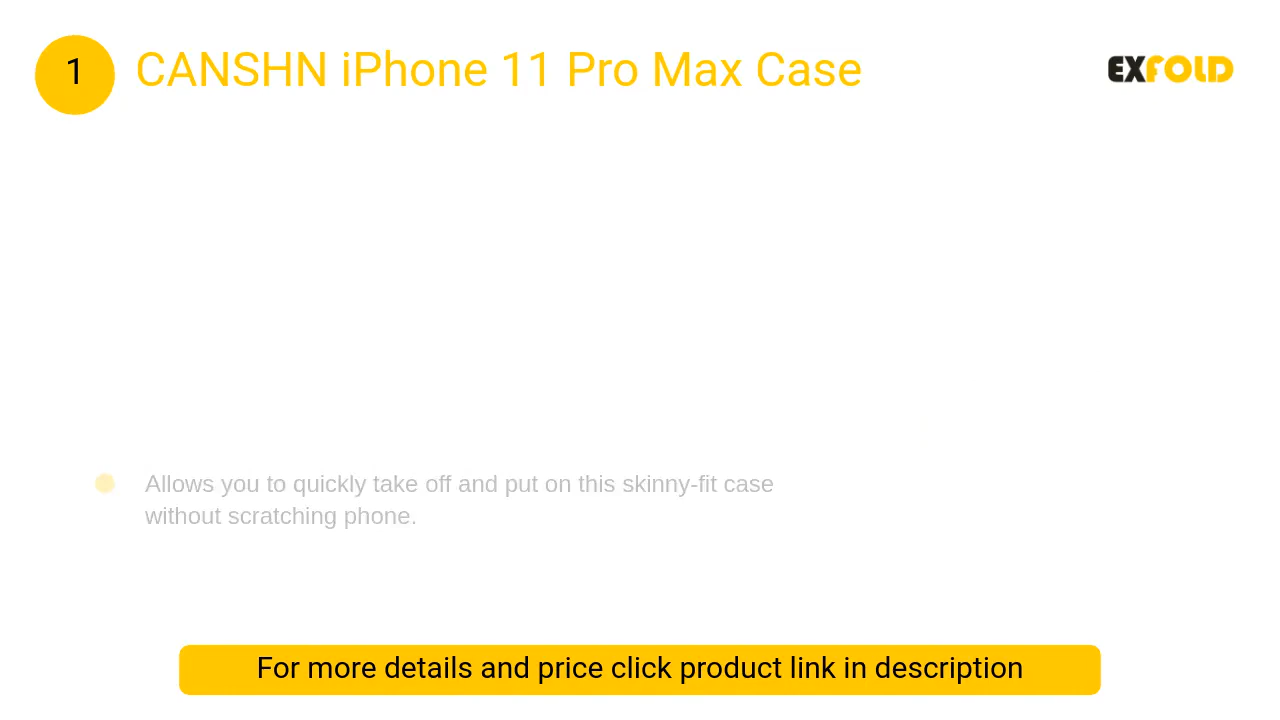 1
CANSHN iPhone 11 Pro Max Case
EXFOLD
Allows you to quickly take off and put on this skinny-fit case
without scratching phone.
For more details and price click product link in description